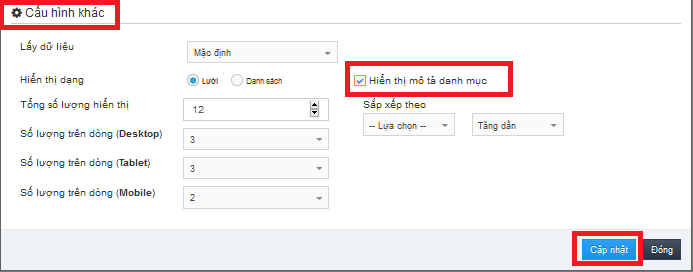 Cấu hình khác
Lấy dữ liệu
Mặc định
Hiển thị dạng
Lưới
Danh sách
Hiển thị mô tả danh mục
Tổng số lượng hiển thị
12
Sắp xếp theo
Số lượng trên dòng (Desktop)
3
-- Lựa chọn --
Tăng dần
Số lượng trên dòng (Tablet)
3
Số lượng trên dòng (Mobile)
2
Cập nhật
Đóng